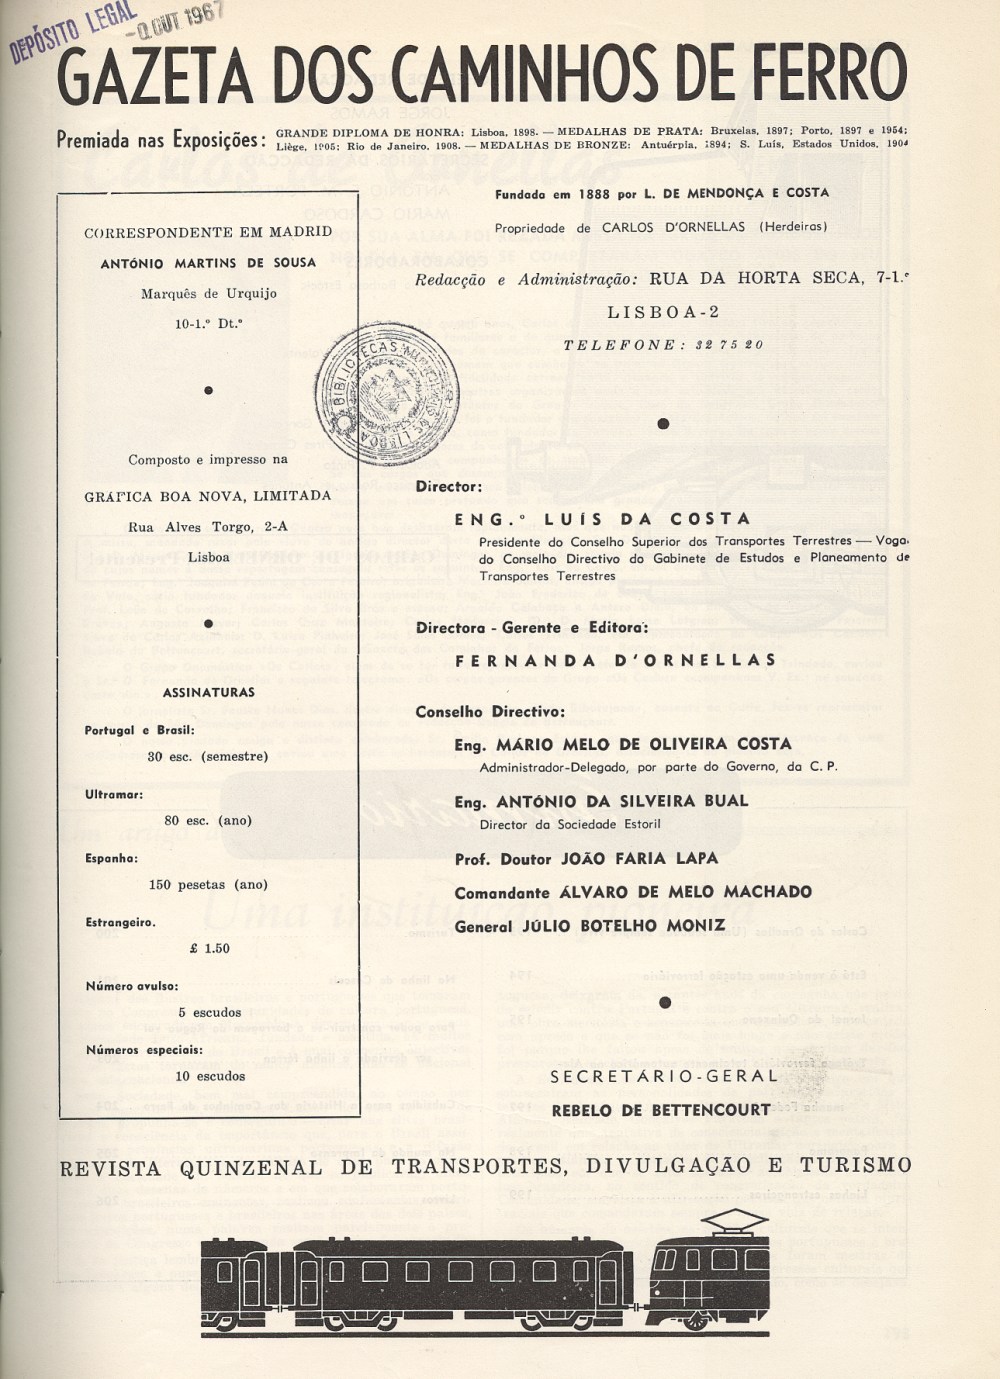 DEPÓSITO LEGAL
OUT 1967
GAZETA DOS CAMINHOS DE FERRO
Premiada nas Exposições: GRANDE DIPLOMA DE HONRA: Lisboa, 1898. — MEDALHAS DE PRATA: Bruxelas, 1897; Porto, 1897 e 1954;
Liège, 1905; Rio de Janeiro, 1908. — MEDALHAS DE BRONZE: Antuérpia, 1894; S. Luís, Estados Unidos, 1904
CORRESPONDENTE EM MADRID
ANTÓNIO MARTINS DE SOUSA
Marquês de Urquijo
10-1.º Dt.º
Composto e impresso na
GRÁFICA BOA NOVA, LIMITADA
Rua Alves Torgo, 2-A
Lisboa
ASSINATURAS
Portugal e Brasil:
30 esc. (semestre)
Ultramar:
80 esc. (ano)
Espanha:
150 pesetas (ano)
Estrangeiro.
£ 1.50
Número avulso:
5 escudos
Números especiais:
10 escudos
Fundada em 1888 por L. DE MENDONÇA E COSTA
Propriedade de CARLOS D'ORNELLAS (Herdeiros)
Redacção e Administração: RUA DA HORTA SECA, 7-1.º
LISBOA-2
TELEFONE: 32 75 20
BIBLIOTECAS MUNICIPAIS DE LISBOA
Director:
ENG.º LUÍS DA COSTA
Presidente do Conselho Superior dos Transportes Terrestres — Voga
do Conselho Directivo do Gabinete de Estudos e Planeamento de
Transportes Terrestres
Directora - Gerente e Editora:
FERNANDA D'ORNELLAS
Conselho Directivo:
Eng. MÁRIO MELO DE OLIVEIRA COSTA
Administrador-Delegado, por parte do Governo, da C. P.
Eng. ANTÓNIO DA SILVEIRA BUAL
Director da Sociedade Estoril
Prof. Doutor JOÃO FARIA LAPA
Comandante ÁLVARO DE MELO MACHADO
General JÚLIO BOTELHO MONIZ
SECRETÁRIO-GERAL
REBELO DE BETTENCOURT
REVISTA QUINZENAL DE TRANSPORTES, DIVULGAÇÃO E TURISMO